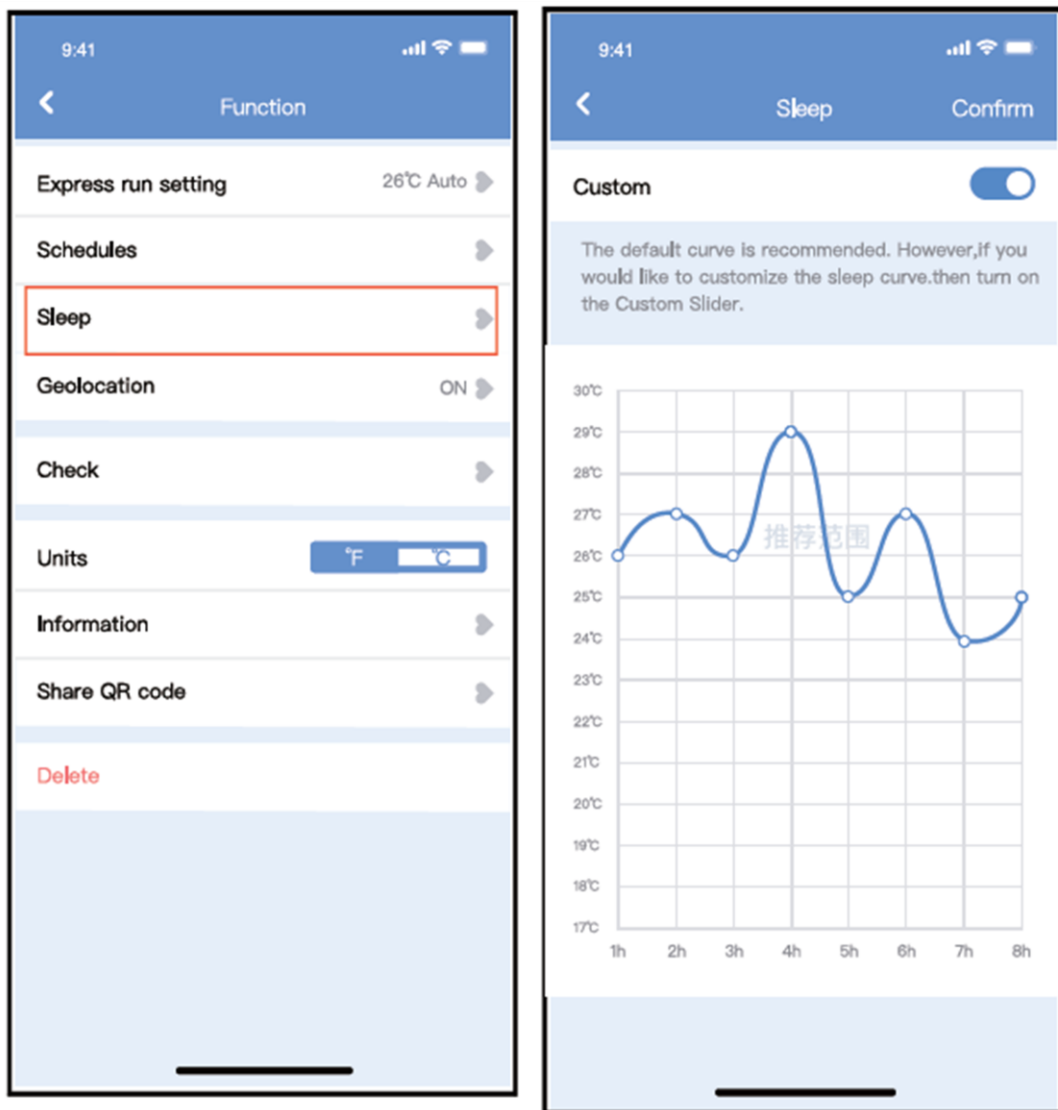 9:41
Function
Express run setting 26℃ Auto
Schedules
Sleep
Geolocation ON
Check
Units ℉ ℃
Information
Share QR code
Delete
9:41
Sleep Confirm
Custom
The default curve is recommended. However,if you
would like to customize the sleep curve.then turn on
the Custom Slider.
30℃
29℃
28℃
27℃
推荐范围
26℃
25℃
24℃
23℃
22℃
21℃
20℃
19℃
18℃
17℃
1h 2h 3h 4h 5h 6h 7h 8h